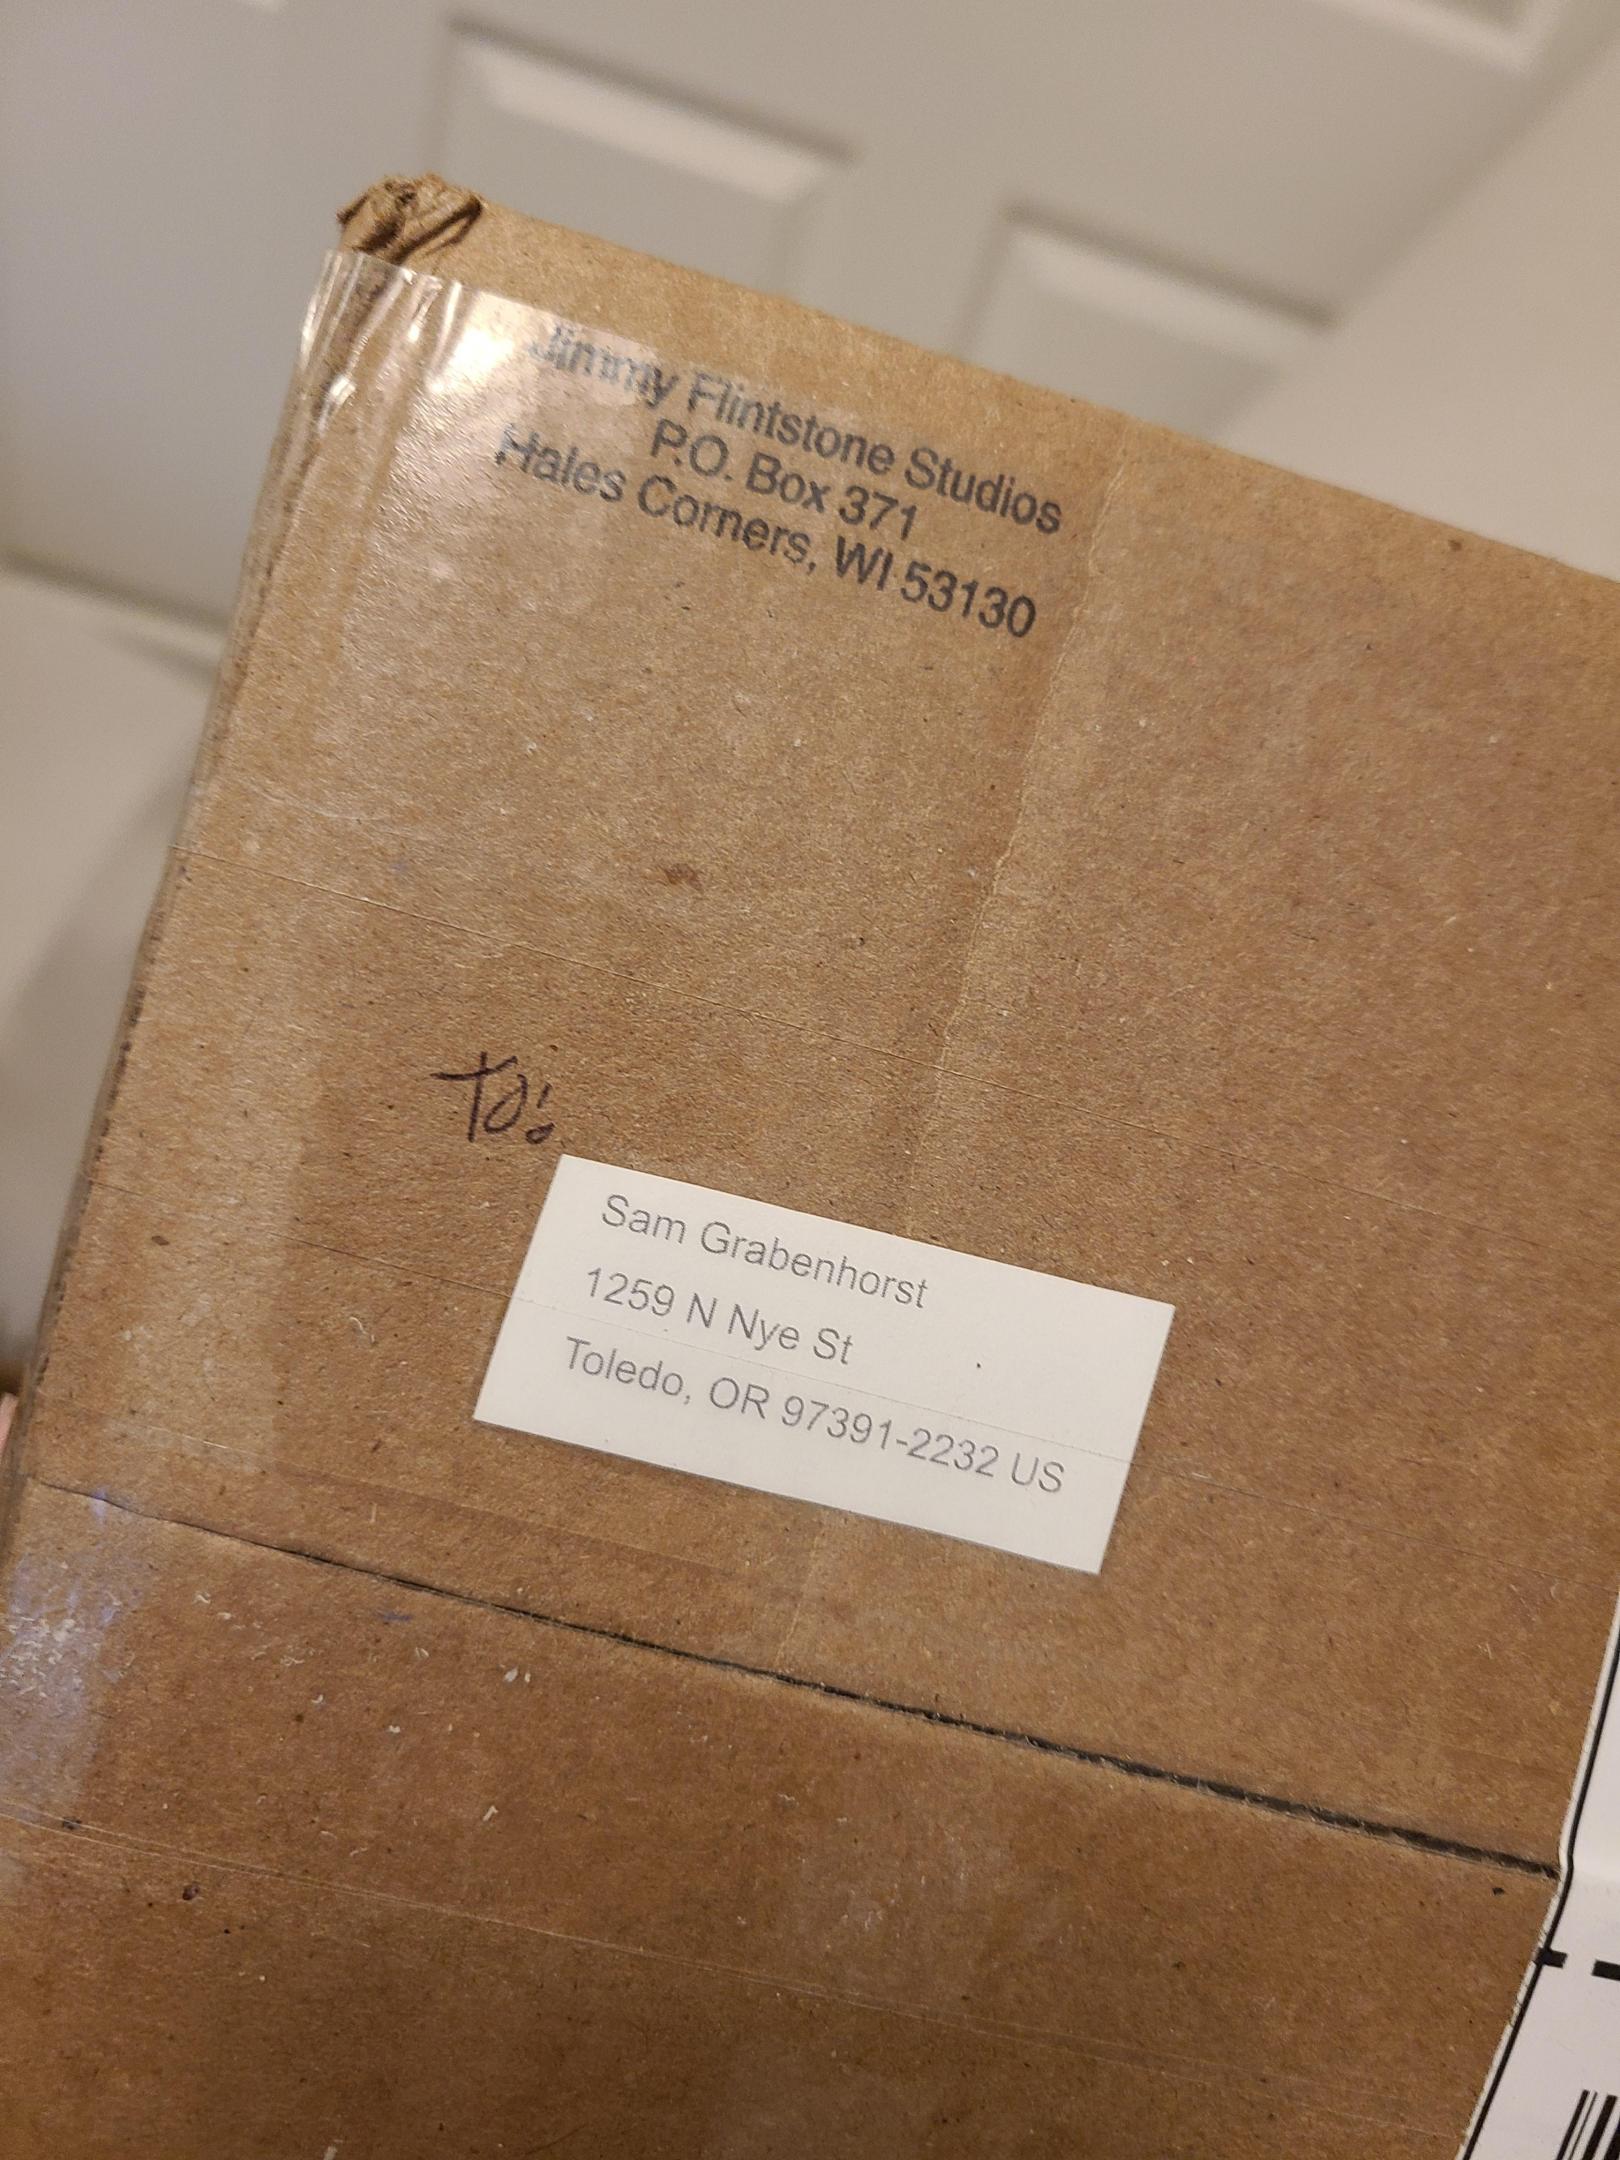 Jimmy Flintstone Studios
P.O. Box 371
Hales Corners, WI 53130
To:
Sam Grabenhorst
1259 N Nye St
Toledo, OR 97391-2232 US